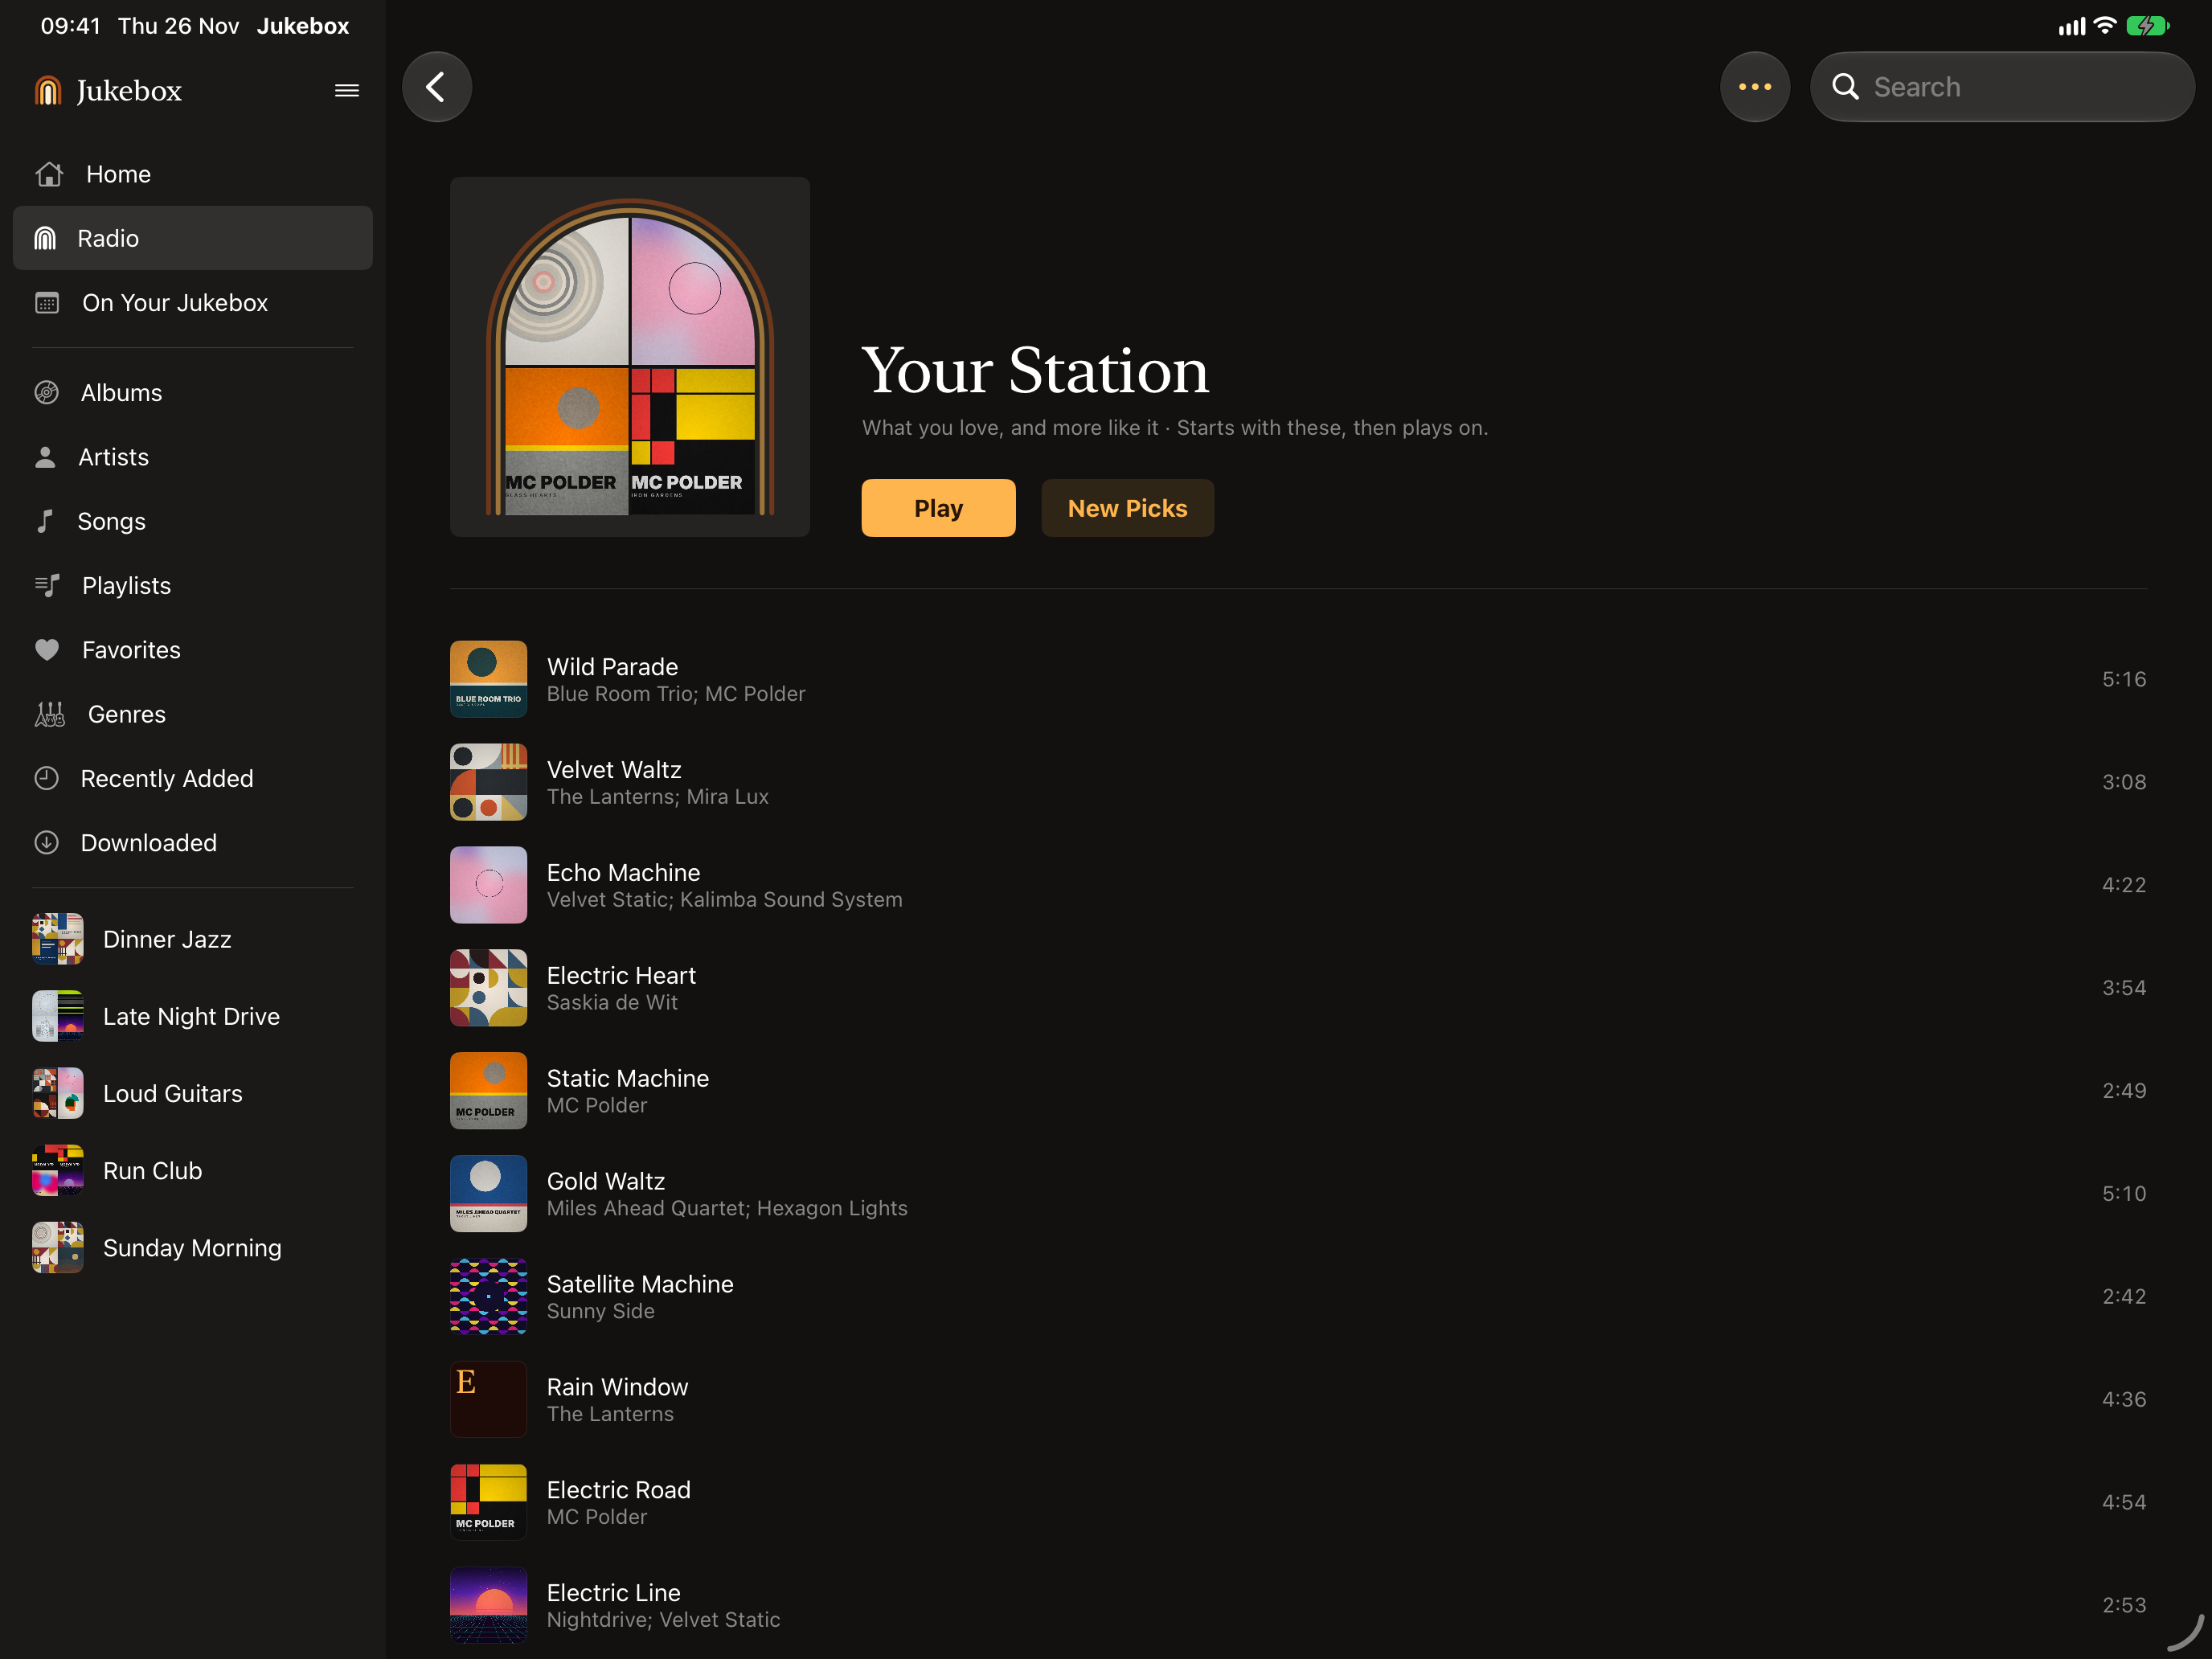 09:41 Thu 26 Nov Jukebox
Jukebox
Home
Radio
On Your Jukebox
Albums
Artists
Songs
Playlists
Favorites
Genres
Recently Added
Downloaded
Dinner Jazz
Late Night Drive
Loud Guitars
Run Club
Sunday Morning
Search
MC POLDER
GLASS HEARTS
MC POLDER
IRON GARDENS
Your Station
What you love, and more like it · Starts with these, then plays on.
Play
New Picks
BLUE ROOM TRIO
Wild Parade
Blue Room Trio; MC Polder
5:16
Velvet Waltz
The Lanterns; Mira Lux
3:08
Echo Machine
Velvet Static; Kalimba Sound System
4:22
Electric Heart
Saskia de Wit
3:54
MC POLDER
Static Machine
MC Polder
2:49
MILES AHEAD QUARTET
Gold Waltz
Miles Ahead Quartet; Hexagon Lights
5:10
Satellite Machine
Sunny Side
2:42
E
Rain Window
The Lanterns
4:36
MC POLDER
Electric Road
MC Polder
4:54
Electric Line
Nightdrive; Velvet Static
2:53